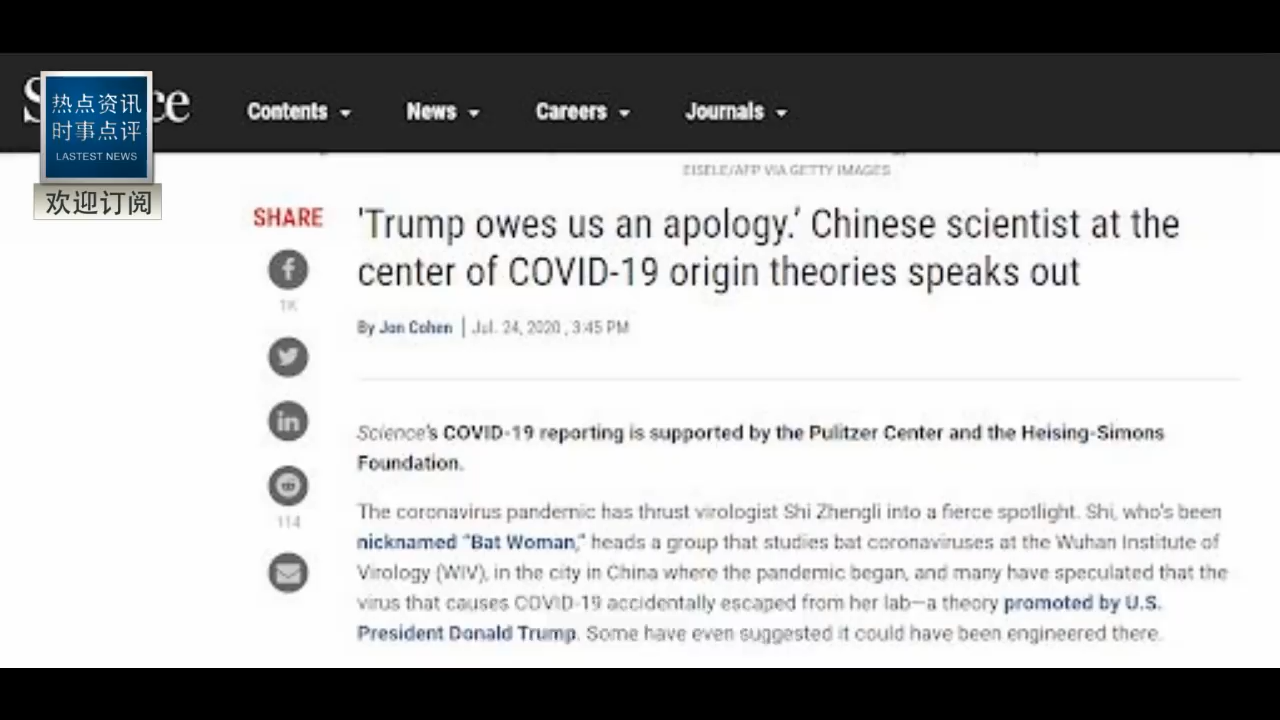 热点资讯
时事点评
LASTEST NEWS
欢迎订阅
Contents
News
Careers
Journals
EISELE/AFP VIA GETTY IMAGES
SHARE
'Trump owes us an apology.' Chinese scientist at the
center of COVID-19 origin theories speaks out
By Jon Cohen | Jul. 24, 2020 , 3:45 PM
1K
Science's COVID-19 reporting is supported by the Pulitzer Center and the Heising-Simons
Foundation.
The coronavirus pandemic has thrust virologist Shi Zhengli into a fierce spotlight. Shi, who's been
nicknamed "Bat Woman," heads a group that studies bat coronaviruses at the Wuhan Institute of
Virology (WIV), in the city in China where the pandemic began, and many have speculated that the
virus that causes COVID-19 accidentally escaped from her lab—a theory promoted by U.S.
President Donald Trump. Some have even suggested it could have been engineered there.
114